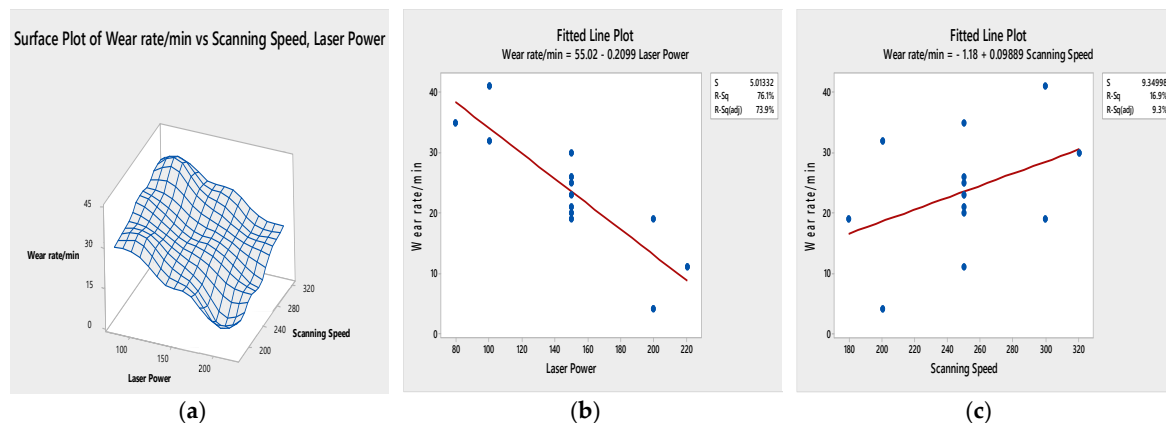 Surface Plot of Wear rate/min vs Scanning Speed, Laser Power
45
30
15
0
Wear rate/min
100
150
200
Laser Power
200
240
280
320
Scanning Speed
(a)
Fitted Line Plot
Wear rate/min = 55.02 - 0.2099 Laser Power
S 5.01332
R-Sq 76.1%
R-Sq(adj) 73.9%
Wear rate/min
40
30
20
10
0
80 100 120 140 160 180 200 220
Laser Power
(b)
Fitted Line Plot
Wear rate/min = - 1.18 + 0.09889 Scanning Speed
S 9.34998
R-Sq 16.9%
R-Sq(adj) 9.3%
Wear rate/min
40
30
20
10
0
180 200 220 240 260 280 300 320
Scanning Speed
(c)